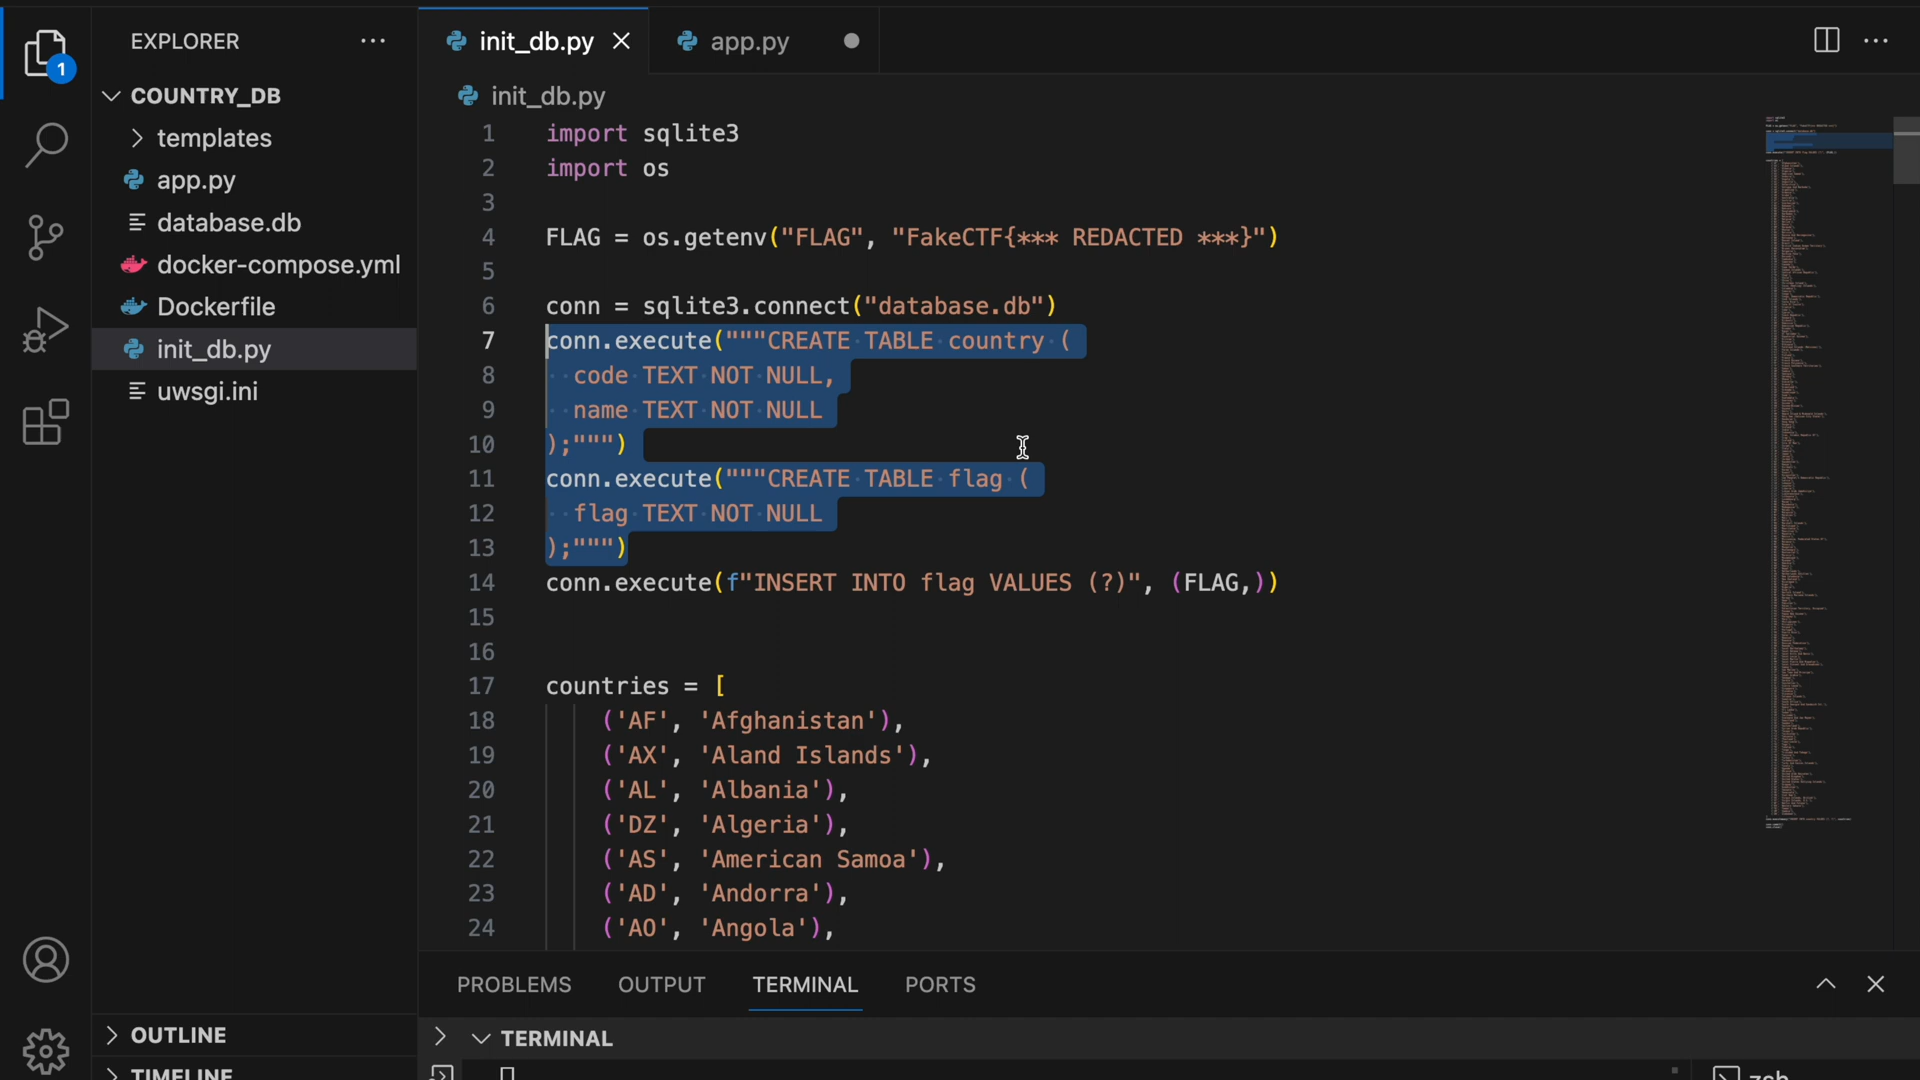 EXPLORER
init_db.py
app.py
1
COUNTRY_DB
init_db.py
templates
app.py
database.db
docker-compose.yml
Dockerfile
init_db.py
uwsgi.ini
1 import sqlite3
2 import os
3
4 FLAG = os.getenv("FLAG", "FakeCTF{*** REDACTED ***}")
5
6 conn = sqlite3.connect("database.db")
7 conn.execute("""CREATE TABLE country (
8 code TEXT NOT NULL,
9 name TEXT NOT NULL
10 );""")
11 conn.execute("""CREATE TABLE flag (
12 flag TEXT NOT NULL
13 );""")
14 conn.execute(f"INSERT INTO flag VALUES (?)", (FLAG,))
15
16
17 countries = [
18 ('AF', 'Afghanistan'),
19 ('AX', 'Aland Islands'),
20 ('AL', 'Albania'),
21 ('DZ', 'Algeria'),
22 ('AS', 'American Samoa'),
23 ('AD', 'Andorra'),
24 ('AO', 'Angola'),
PROBLEMS OUTPUT TERMINAL PORTS
OUTLINE
TERMINAL
TIMELINE
zsh